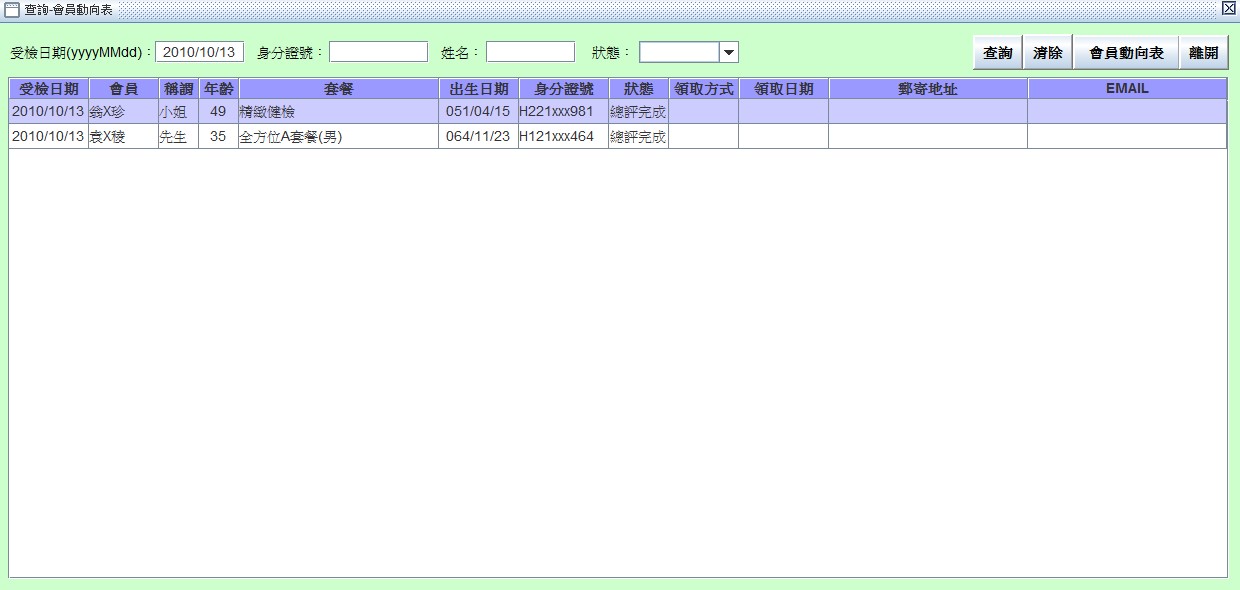 查詢-會員動向表
受檢日期(yyyyMMdd)： 2010/10/13 身分證號： 姓名： 狀態： 查詢 清除 會員動向表 離開
受檢日期 會員 稱謂 年齡 套餐 出生日期 身分證號 狀態 領取方式 領取日期 郵寄地址 EMAIL
2010/10/13 翁X珍 小姐 49 精緻健檢 051/04/15 H221xxx981 總評完成
2010/10/13 袁X稜 先生 35 全方位A套餐(男) 064/11/23 H121xxx464 總評完成